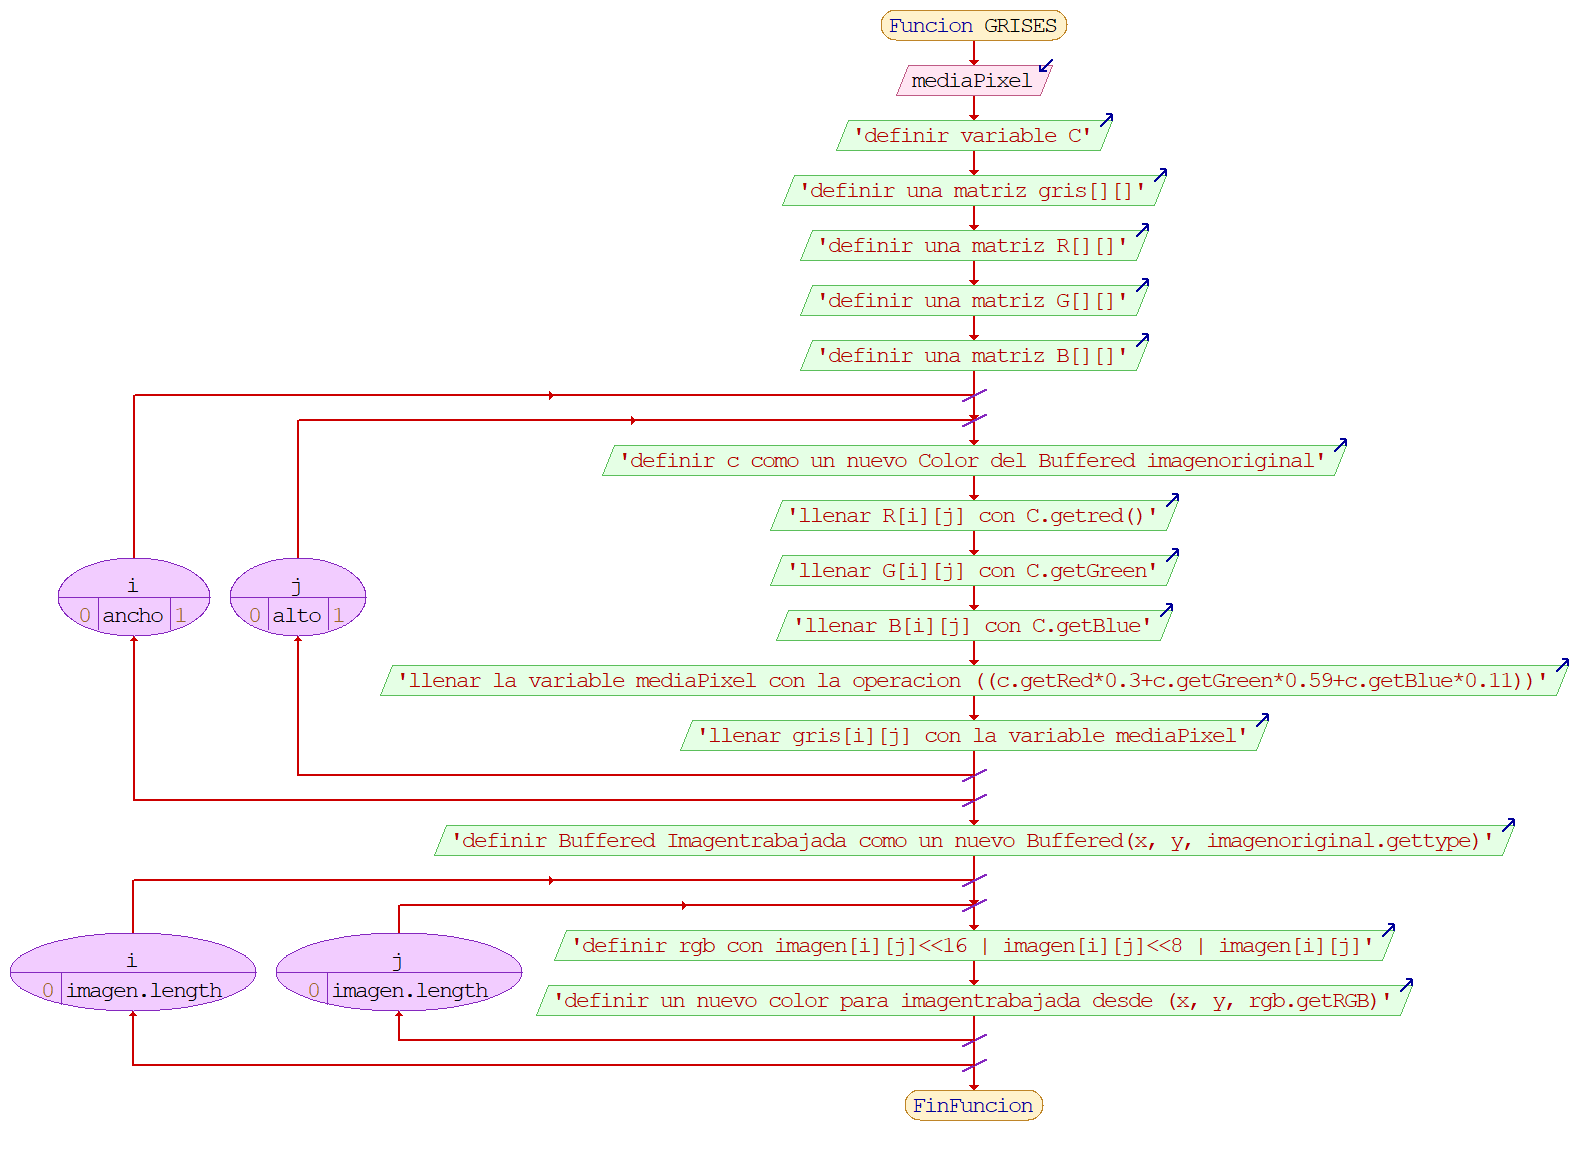 Funcion GRISES
mediaPixel
'definir variable C'
'definir una matriz gris[][]'
'definir una matriz R[][]'
'definir una matriz G[][]'
'definir una matriz B[][]'
'definir c como un nuevo Color del Buffered imagenoriginal'
'llenar R[i][j] con C.getred()'
'llenar G[i][j] con C.getGreen'
i
0 ancho 1
j
0 alto 1
'llenar B[i][j] con C.getBlue'
'llenar la variable mediaPixel con la operacion ((c.getRed*0.3+c.getGreen*0.59+c.getBlue*0.11))'
'llenar gris[i][j] con la variable mediaPixel'
'definir Buffered Imagentrabajada como un nuevo Buffered(x, y, imagenoriginal.gettype)'
i
0 imagen.length
j
0 imagen.length
'definir rgb con imagen[i][j]<<16 | imagen[i][j]<<8 | imagen[i][j]'
'definir un nuevo color para imagentrabajada desde (x, y, rgb.getRGB)'
FinFuncion